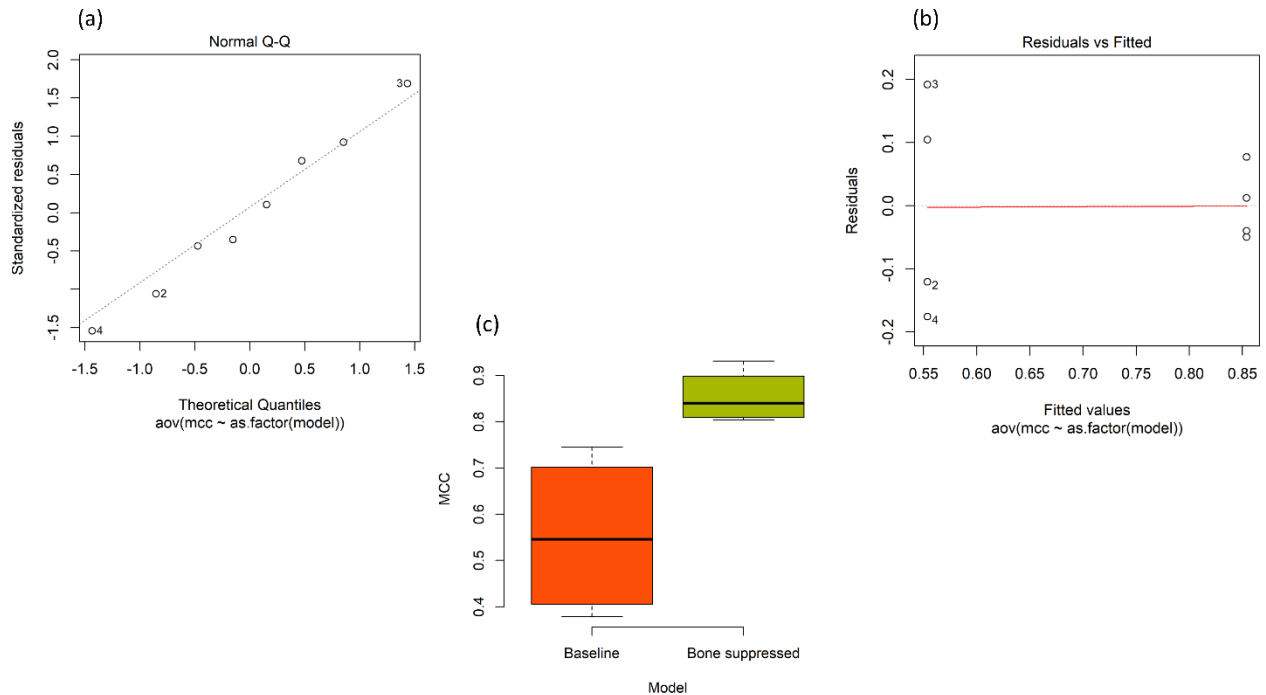 (a)
Normal Q-Q
Standardized residuals
2.0
1.5
1.0
0.5
0.0
-0.5
-1.5
3
2
4
-1.5 -1.0 -0.5 0.0 0.5 1.0 1.5
Theoretical Quantiles
aov(mcc ~ as.factor(model))
(b)
Residuals vs Fitted
Residuals
0.2
0.1
0.0
-0.1
-0.2
3
2
4
0.55 0.60 0.65 0.70 0.75 0.80 0.85
Fitted values
aov(mcc ~ as.factor(model))
(c)
MCC
0.9
0.8
0.7
0.6
0.5
0.4
Baseline Bone suppressed
Model